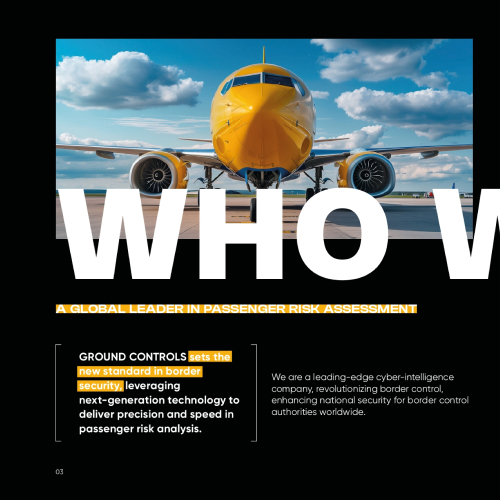 WHO W
A GLOBAL LEADER IN PASSENGER RISK ASSESSMENT
GROUND CONTROLS sets the
new standard in border
security, leveraging
next-generation technology to
deliver precision and speed in
passenger risk analysis.
We are a leading-edge cyber-intelligence
company, revolutionizing border control,
enhancing national security for border control
authorities worldwide.
03